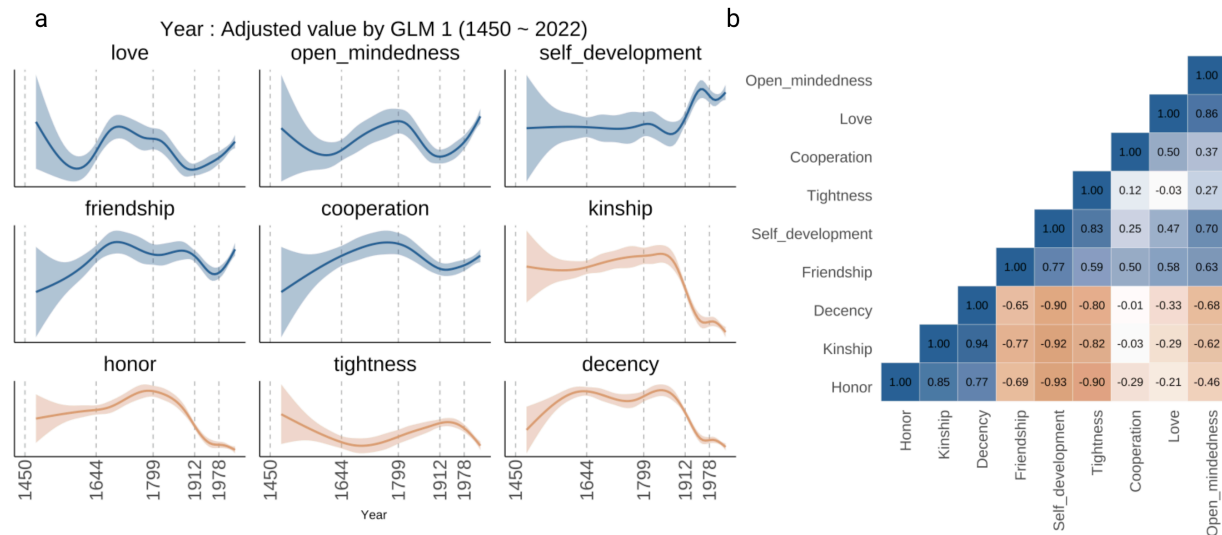 a
Year : Adjusted value by GLM 1 (1450 ~ 2022)
love
open_mindedness
self_development
friendship
cooperation
kinship
honor
tightness
decency
1450 1644 1799 1912 1978
1450 1644 1799 1912 1978
1450 1644 1799 1912 1978
Year
b
Open_mindedness 1.00
Love 1.00 0.86
Cooperation 1.00 0.50 0.37
Tightness 1.00 0.12 -0.03 0.27
Self_development 1.00 0.83 0.25 0.47 0.70
Friendship 1.00 0.77 0.59 0.50 0.58 0.63
Decency 1.00 -0.65 -0.90 -0.80 -0.01 -0.33 -0.68
Kinship 1.00 0.94 -0.77 -0.92 -0.82 -0.03 -0.29 -0.62
Honor 1.00 0.85 0.77 -0.69 -0.93 -0.90 -0.29 -0.21 -0.46
Honor
Kinship
Decency
Friendship
Self_development
Tightness
Cooperation
Love
Open_mindedness